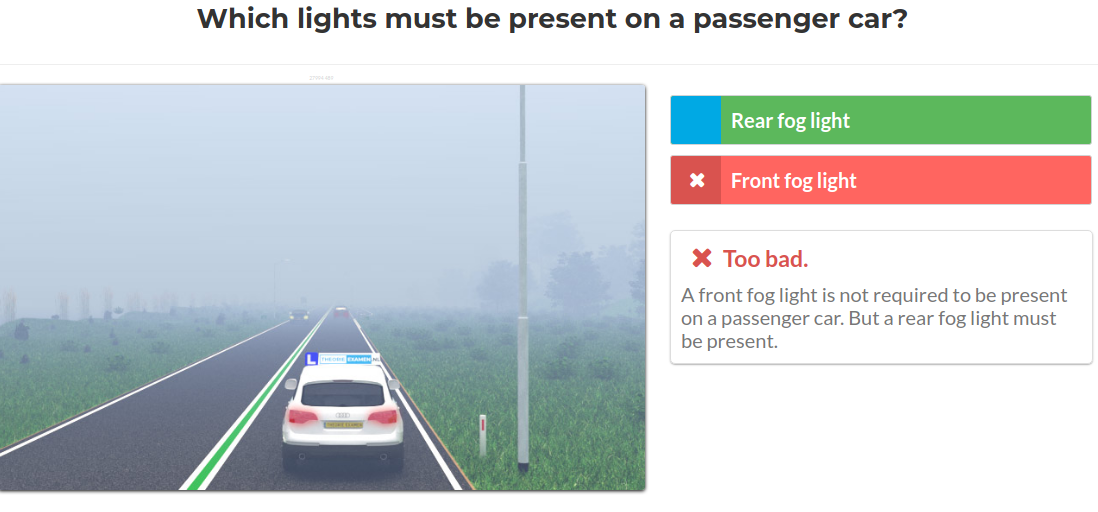 Which lights must be present on a passenger car?
Rear fog light
Front fog light
Too bad.
A front fog light is not required to be present
on a passenger car. But a rear fog light must
be present.
L THEORIE EXAMEN.NL